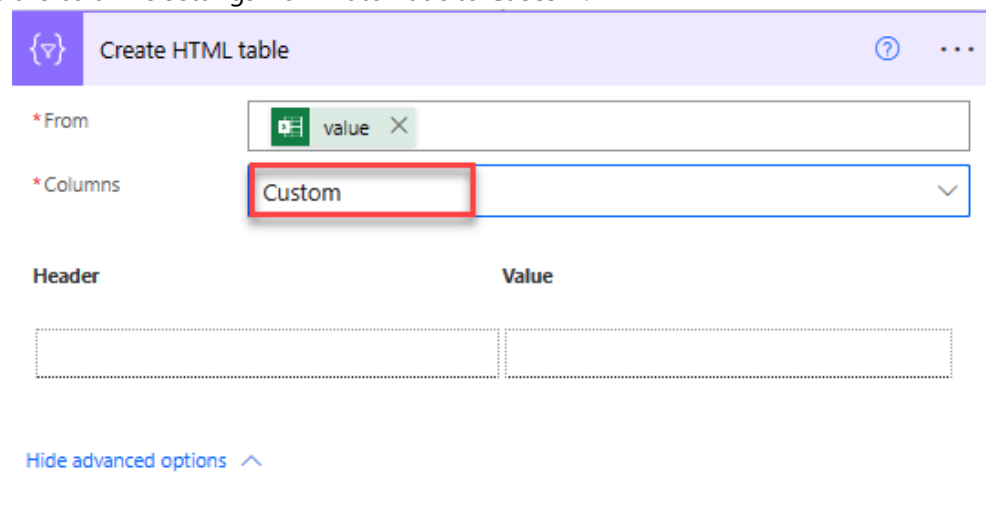 Create HTML table
*From
value
*Columns
Custom
Header Value
Hide advanced options